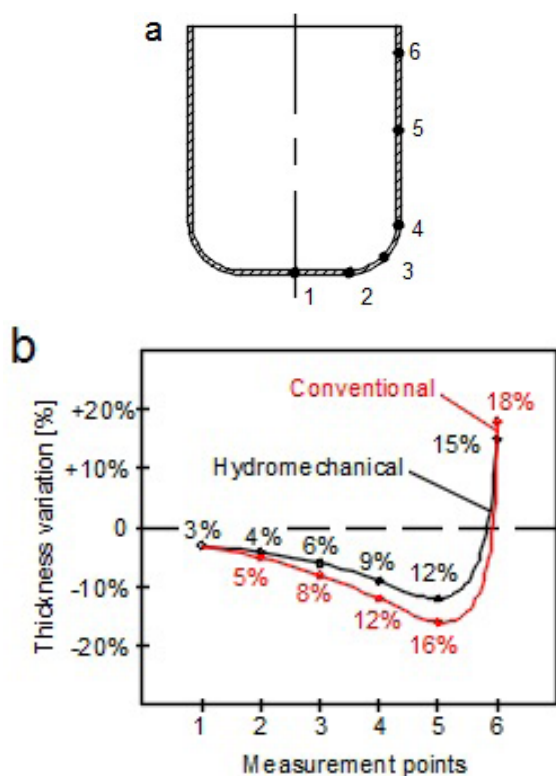 a
6
5
4
3
1 2
b
Thickness variation [%]
+20%
+10%
0
-10%
-20%
Conventional
18%
15%
Hydromechanical
3% 4% 6% 9% 12%
5% 8% 12% 16%
1 2 3 4 5 6
Measurement points